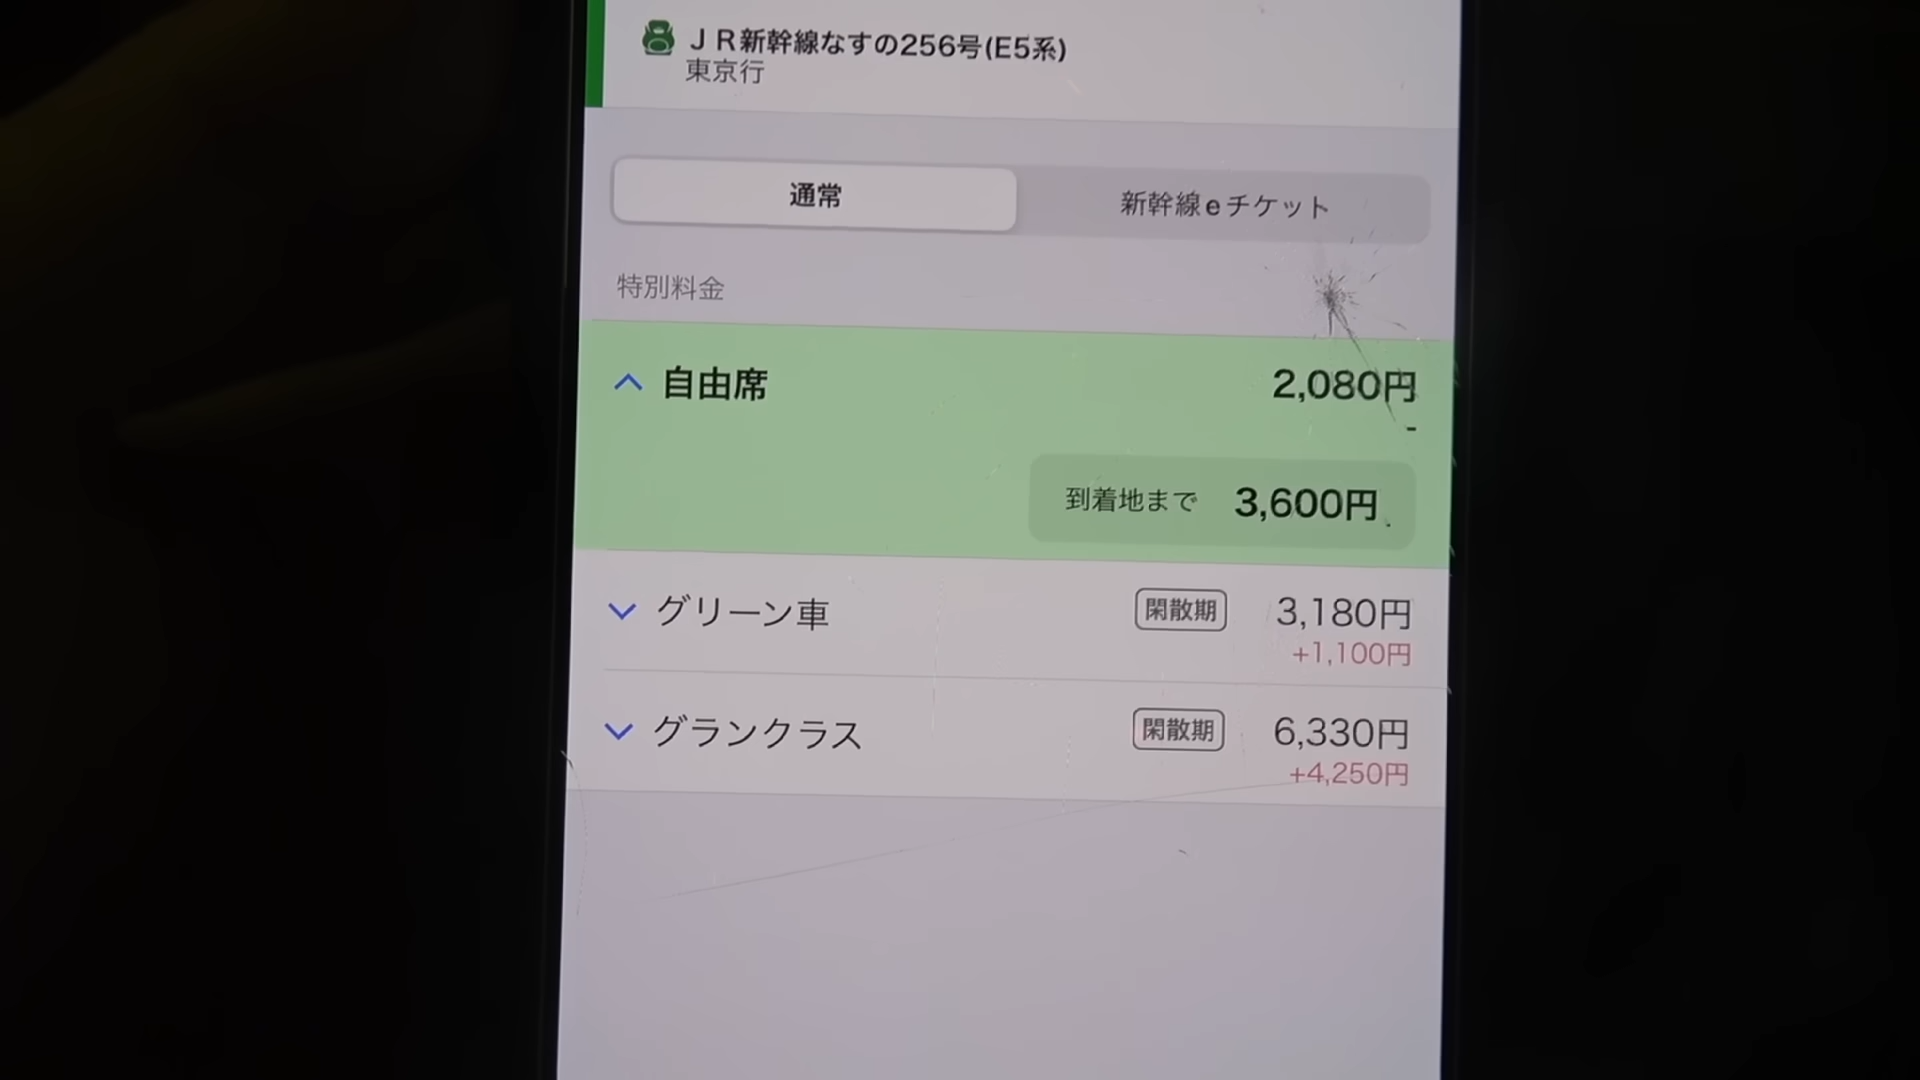 ＪＲ新幹線なすの256号(E5系)
東京行
通常
新幹線eチケット
特別料金
自由席 2,080円
-
到着地まで 3,600円
グリーン車 閑散期 3,180円
+1,100円
グランクラス 閑散期 6,330円
+4,250円